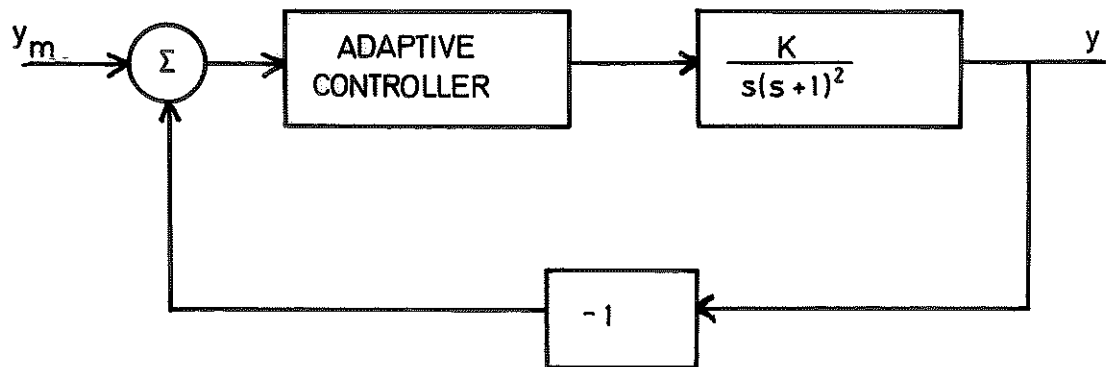 y_m
Σ
ADAPTIVE
CONTROLLER
K
s(s+1)²
y
-1